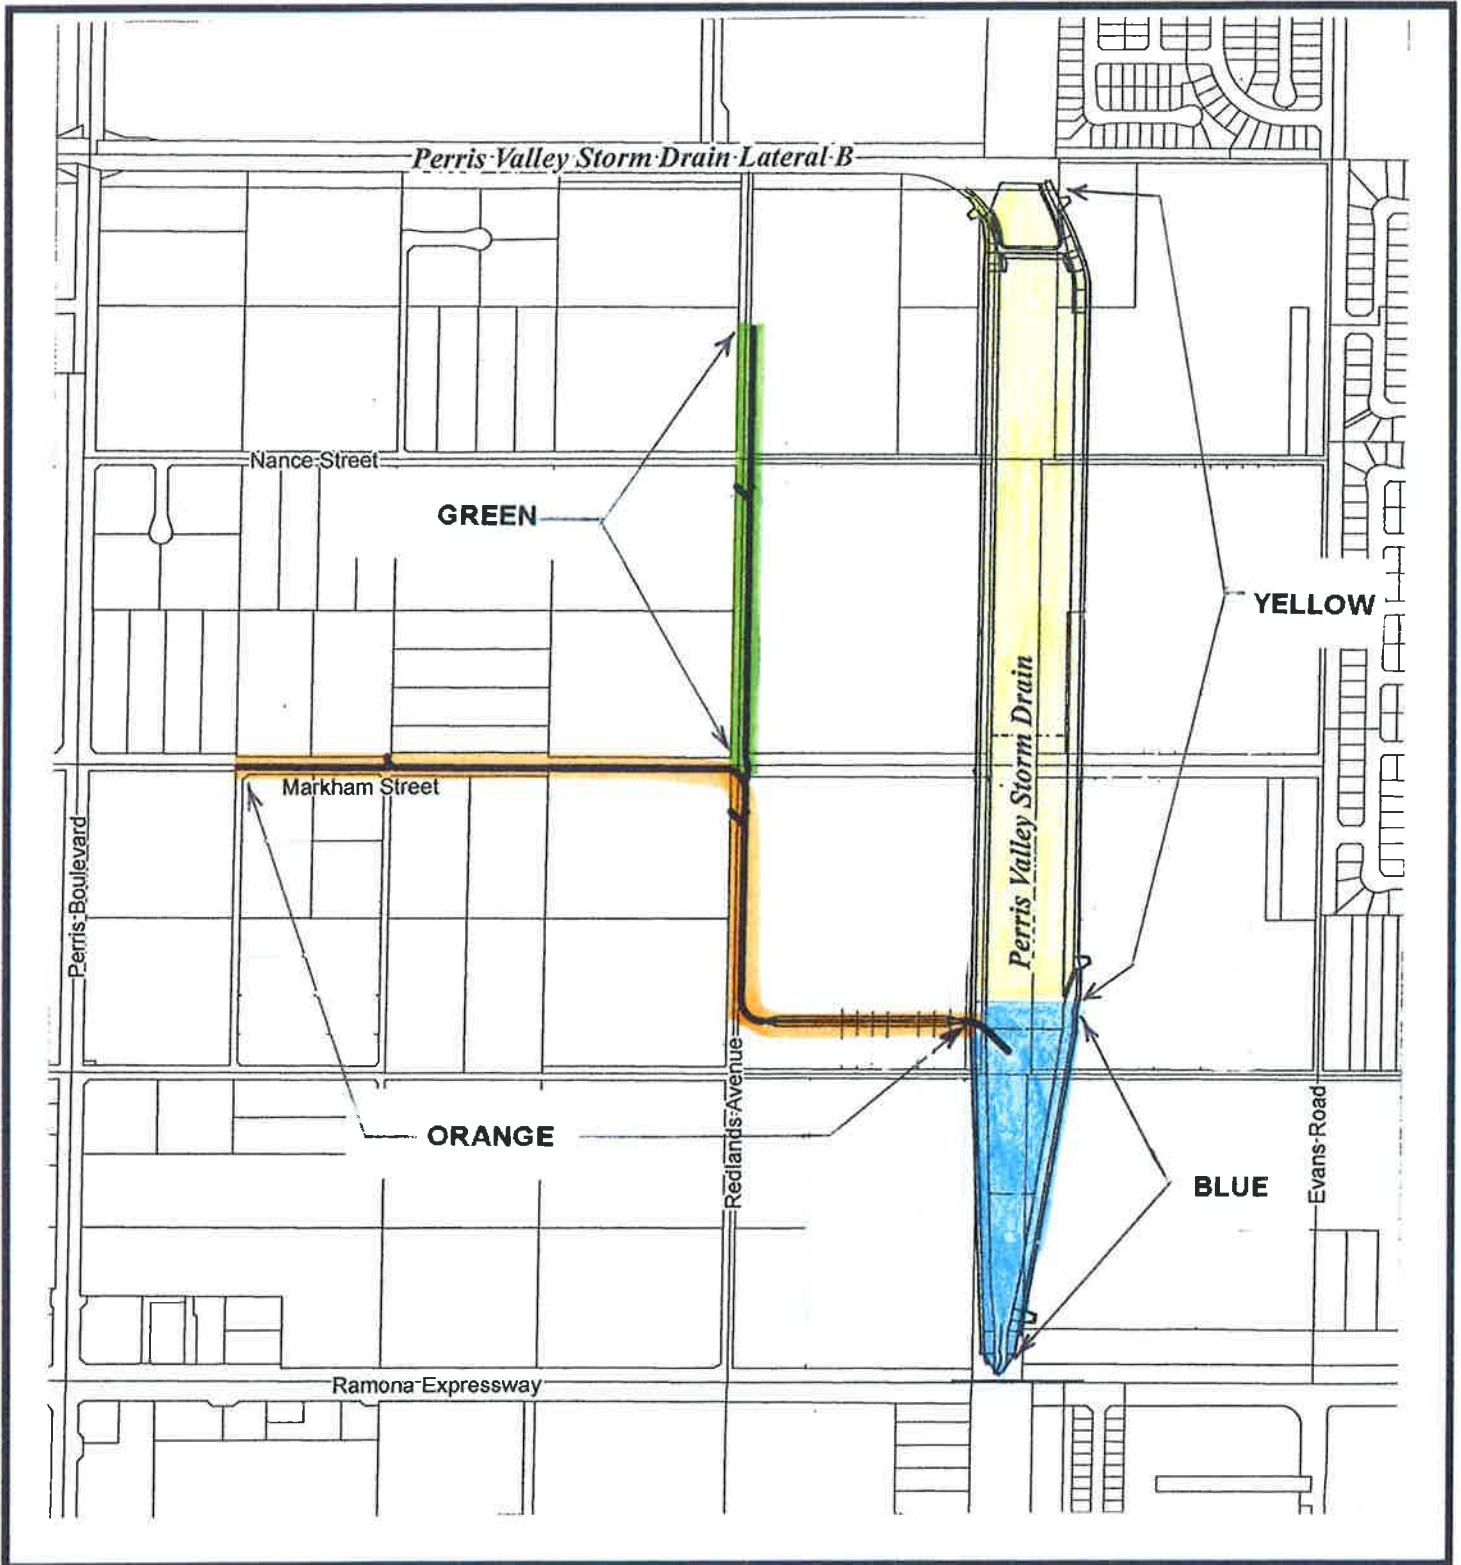 Perris Valley Storm Drain Lateral B
Nance Street
GREEN
YELLOW
Perris Valley Storm Drain
Markham Street
Perris Boulevard
Redlands Avenue
ORANGE
Evans Road
BLUE
Ramona Expressway